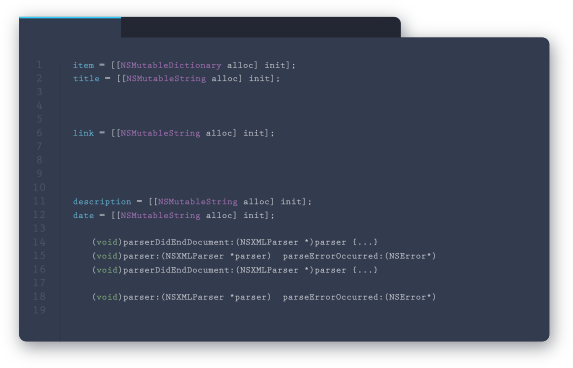 1 item = [[NSMutableDictionary alloc] init];
2 title = [[NSMutableString alloc] init];
3
4
5
6 link = [[NSMutableString alloc] init];
7
8
9
10
11 description = [[NSMutableString alloc] init];
12 date = [[NSMutableString alloc] init];
13
14 (void)parserDidEndDocument:(NSXMLParser *)parser {...}
15 (void)parser:(NSXMLParser *parser) parseErrorOccurred:(NSError*)
16 (void)parserDidEndDocument:(NSXMLParser *)parser {...}
17
18 (void)parser:(NSXMLParser *parser) parseErrorOccurred:(NSError*)
19